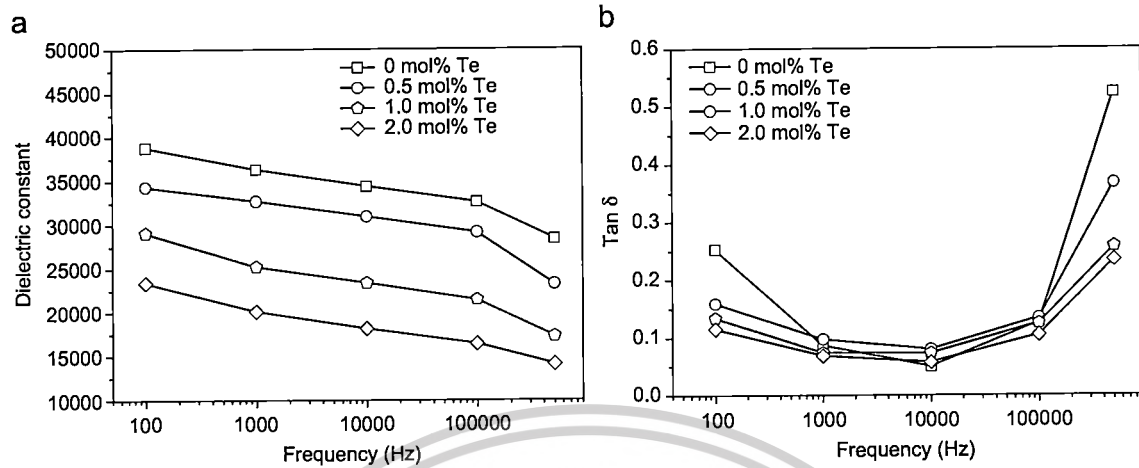 a
50000
45000
40000
35000
30000
25000
20000
15000
10000
Dielectric constant
0 mol% Te
0.5 mol% Te
1.0 mol% Te
2.0 mol% Te
100 1000 10000 100000
Frequency (Hz)
b
0.6
0.5
0.4
0.3
0.2
0.1
0.0
Tan δ
0 mol% Te
0.5 mol% Te
1.0 mol% Te
2.0 mol% Te
100 1000 10000 100000
Frequency (Hz)